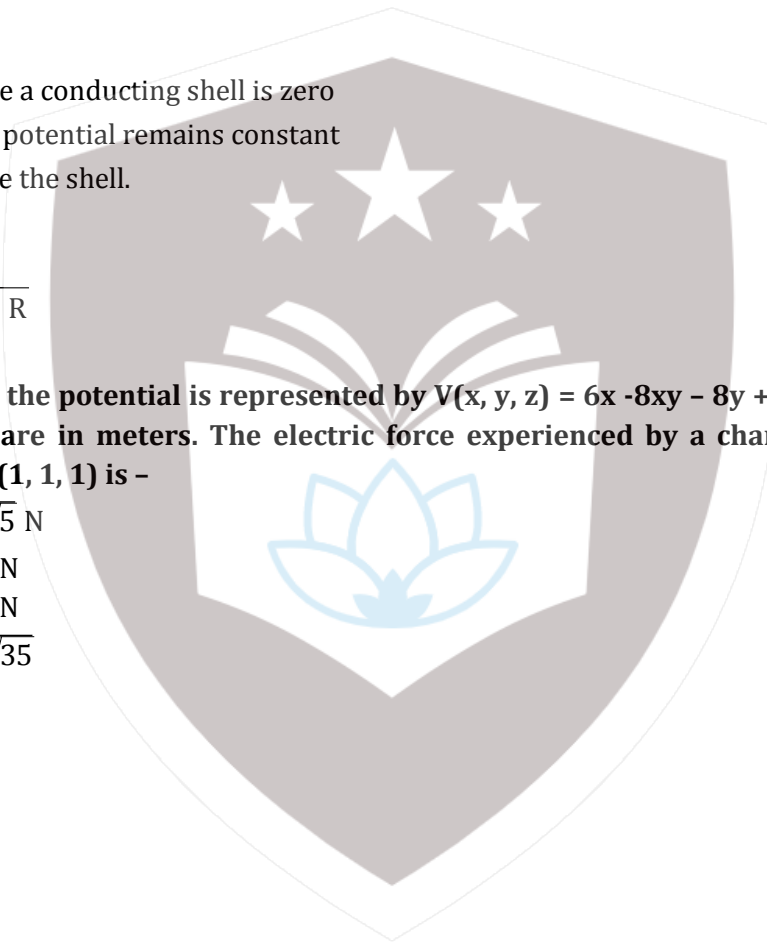 e a conducting shell is zero
potential remains constant
e the shell.
R
the potential is represented by V(x, y, z) = 6x -8xy – 8y +
are in meters. The electric force experienced by a char
(1, 1, 1) is –
5 N
N
N
√35